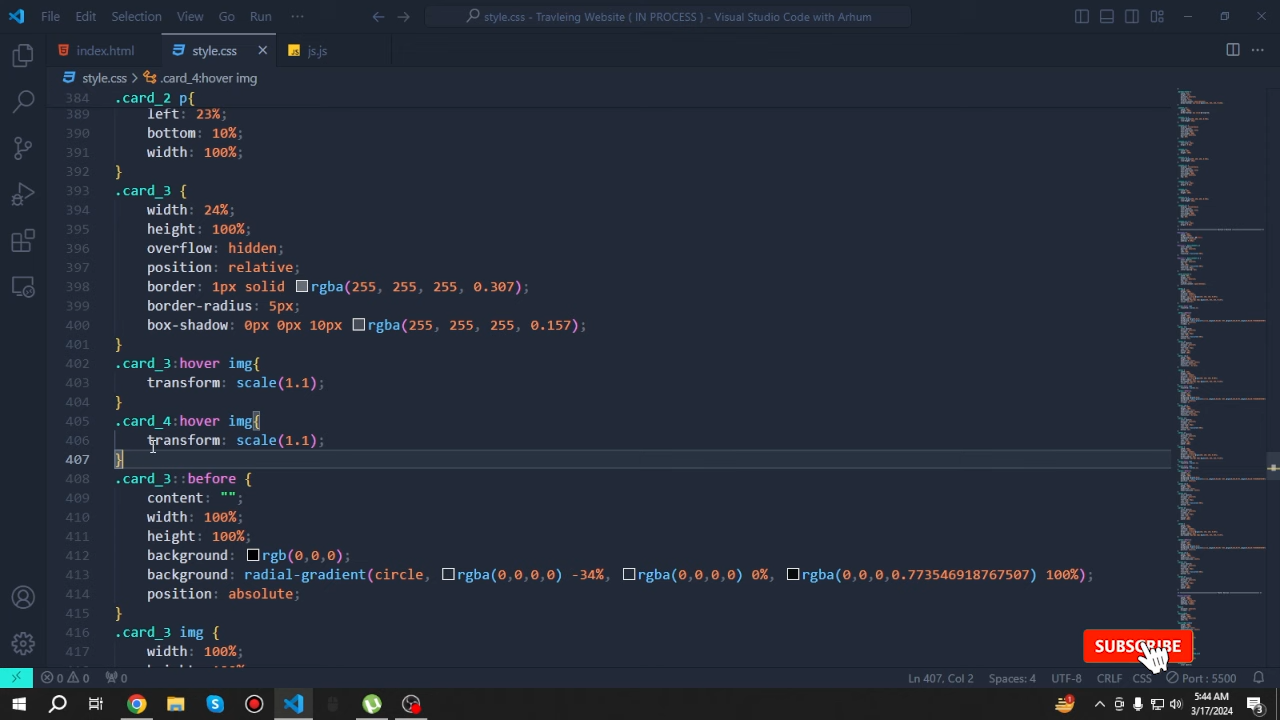 File Edit Selection View Go Run ···
style.css - Travleing Website ( IN PROCESS ) - Visual Studio Code with Arhum
index.html style.css js.js
style.css > .card_4:hover img
384 .card_2 p{
389 left: 23%;
390 bottom: 10%;
391 width: 100%;
392 }
393 .card_3 {
394 width: 24%;
395 height: 100%;
396 overflow: hidden;
397 position: relative;
398 border: 1px solid rgba(255, 255, 255, 0.307);
399 border-radius: 5px;
400 box-shadow: 0px 0px 10px rgba(255, 255, 255, 0.157);
401 }
402 .card_3:hover img{
403 transform: scale(1.1);
404 }
405 .card_4:hover img{
406 transform: scale(1.1);
407 }
408 .card_3::before {
409 content: "";
410 width: 100%;
411 height: 100%;
412 background: rgb(0,0,0);
413 background: radial-gradient(circle, rgba(0,0,0,0) -34%, rgba(0,0,0,0) 100%);
414 position: absolute;
415 }
416 .card_3 img {
417 width: 100%;
SUBSCRIBE
0 0 0 Ln 407, Col 2 Spaces: 4 UTF-8 CRLF CSS Port : 5500
5:44 AM
3/17/2024